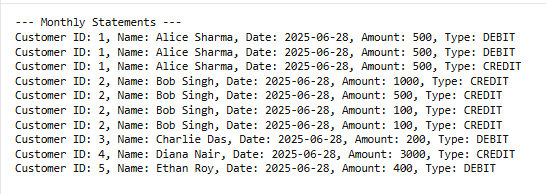 --- Monthly Statements ---
Customer ID: 1, Name: Alice Sharma, Date: 2025-06-28, Amount: 500, Type: DEBIT
Customer ID: 1, Name: Alice Sharma, Date: 2025-06-28, Amount: 500, Type: DEBIT
Customer ID: 1, Name: Alice Sharma, Date: 2025-06-28, Amount: 500, Type: CREDIT
Customer ID: 2, Name: Bob Singh, Date: 2025-06-28, Amount: 1000, Type: CREDIT
Customer ID: 2, Name: Bob Singh, Date: 2025-06-28, Amount: 500, Type: CREDIT
Customer ID: 2, Name: Bob Singh, Date: 2025-06-28, Amount: 100, Type: CREDIT
Customer ID: 2, Name: Bob Singh, Date: 2025-06-28, Amount: 100, Type: CREDIT
Customer ID: 3, Name: Charlie Das, Date: 2025-06-28, Amount: 200, Type: DEBIT
Customer ID: 4, Name: Diana Nair, Date: 2025-06-28, Amount: 3000, Type: CREDIT
Customer ID: 5, Name: Ethan Roy, Date: 2025-06-28, Amount: 400, Type: DEBIT